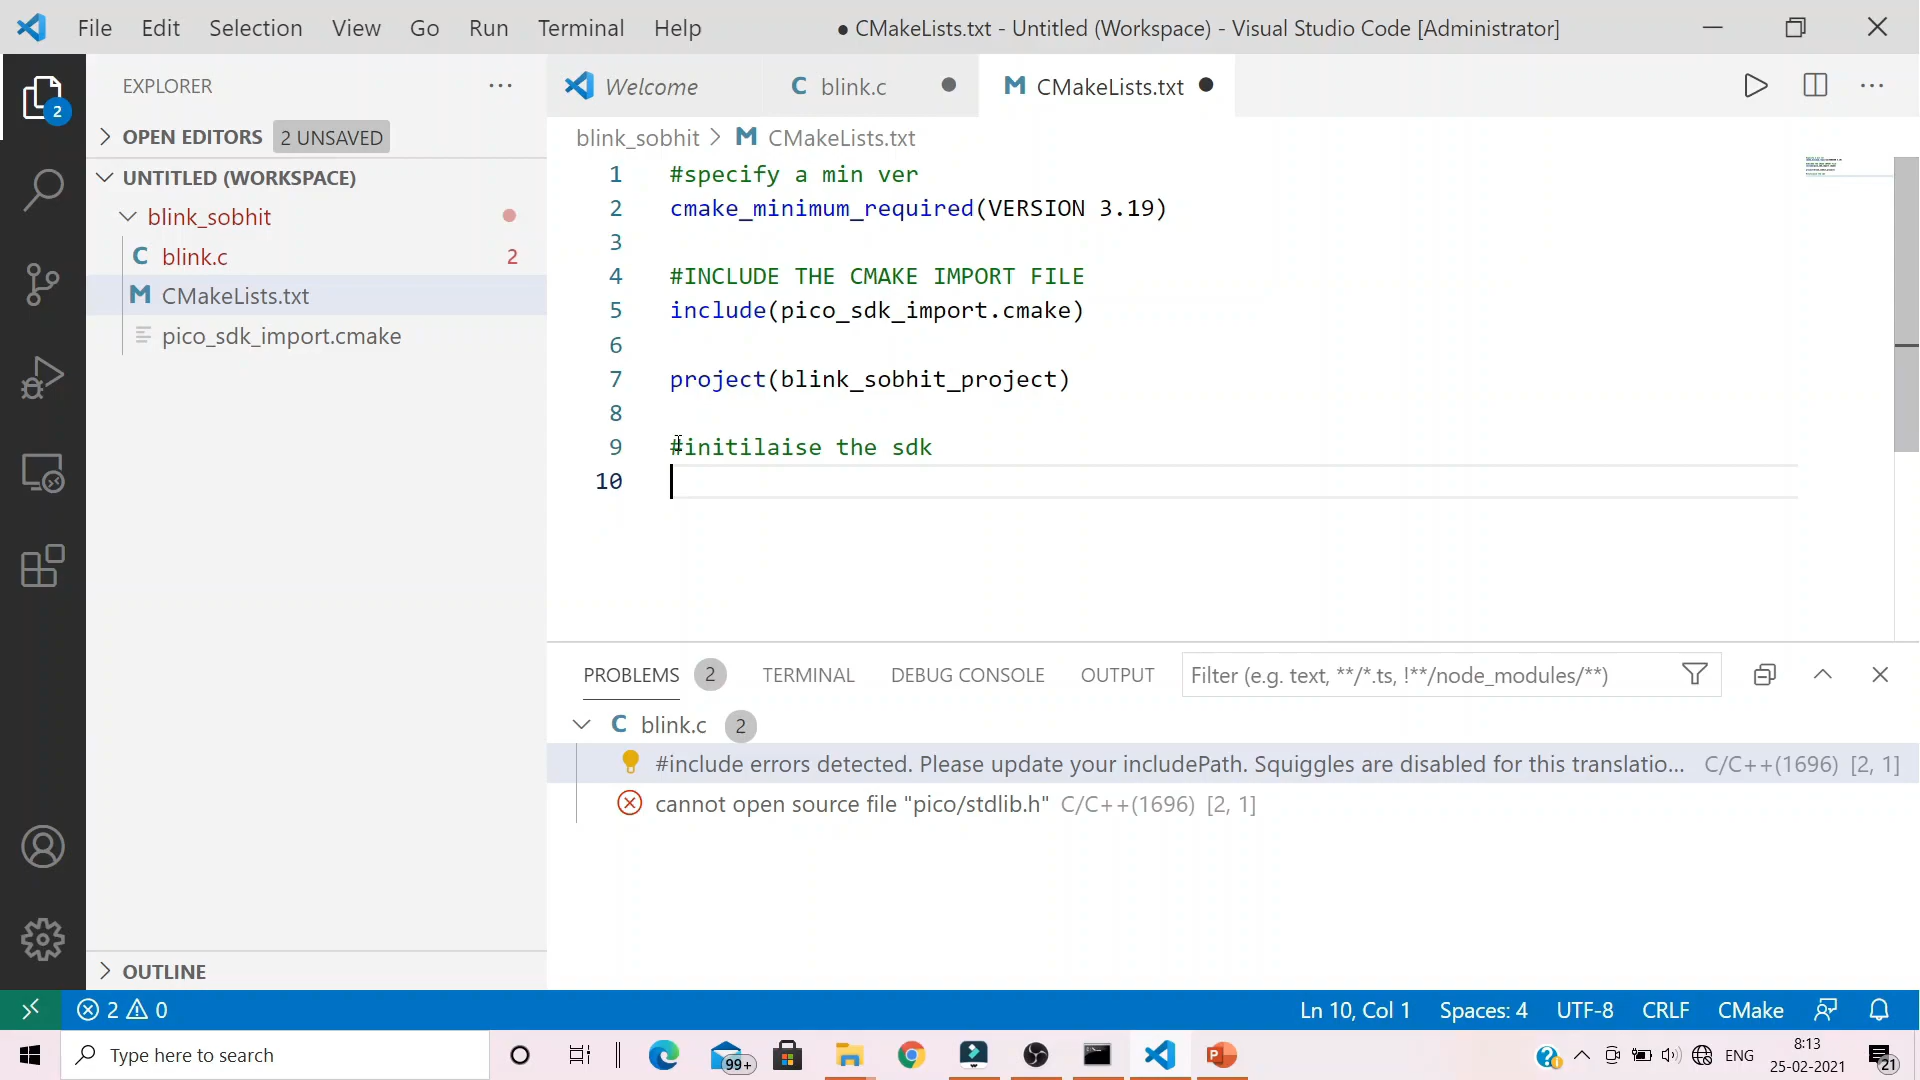 File Edit Selection View Go Run Terminal Help ● CMakeLists.txt - Untitled (Workspace) - Visual Studio Code [Administrator]
EXPLORER ...
OPEN EDITORS 2 UNSAVED
UNTITLED (WORKSPACE)
blink_sobhit
C blink.c 2
M CMakeLists.txt
pico_sdk_import.cmake
OUTLINE
2
Welcome C blink.c M CMakeLists.txt
blink_sobhit > M CMakeLists.txt
1 #specify a min ver
2 cmake_minimum_required(VERSION 3.19)
3
4 #INCLUDE THE CMAKE IMPORT FILE
5 include(pico_sdk_import.cmake)
6
7 project(blink_sobhit_project)
8
9 #initilaise the sdk
10
PROBLEMS 2 TERMINAL DEBUG CONSOLE OUTPUT Filter (e.g. text, **/*.ts, !**/node_modules/**)
C blink.c 2
#include errors detected. Please update your includePath. Squiggles are disabled for this translatio... C/C++(1696) [2, 1]
cannot open source file "pico/stdlib.h" C/C++(1696) [2, 1]
2 0 Ln 10, Col 1 Spaces: 4 UTF-8 CRLF CMake
Type here to search 99+ ENG 8:13
25-02-2021 21